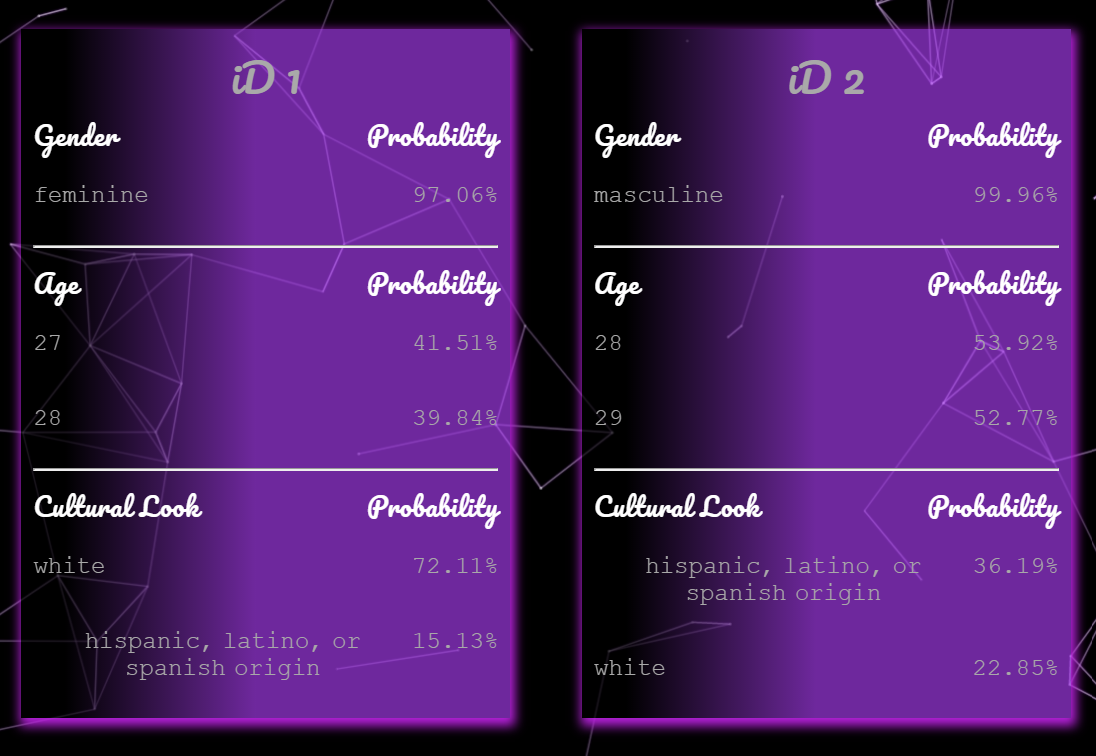 iD 1
Gender Probability
feminine 97.06%
Age Probability
27 41.51%
28 39.84%
Cultural Look Probability
white 72.11%
hispanic, latino, or 15.13%
spanish origin
iD 2
Gender Probability
masculine 99.96%
Age Probability
28 53.92%
29 52.77%
Cultural Look Probability
hispanic, latino, or 36.19%
spanish origin
white 22.85%